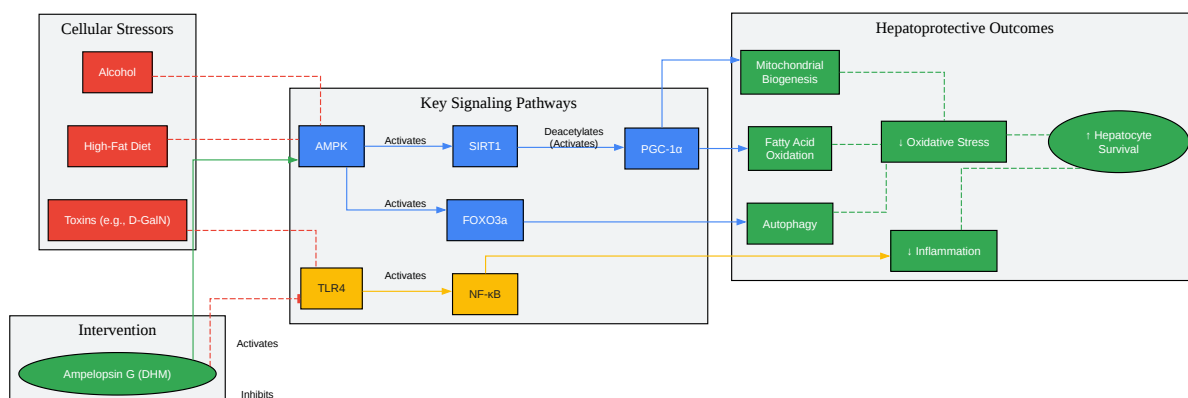 Cellular Stressors
Alcohol
High-Fat Diet
Toxins (e.g., D-GalN)
Intervention
Ampelopsin G (DHM)
Activates
Inhibits
Key Signaling Pathways
AMPK
Activates
SIRT1
Deacetylates
(Activates)
PGC-1α
Activates
FOXO3a
TLR4
Activates
NF-κB
Hepatoprotective Outcomes
Mitochondrial
Biogenesis
Fatty Acid
Oxidation
Autophagy
↓ Oxidative Stress
↓ Inflammation
↑ Hepatocyte
Survival